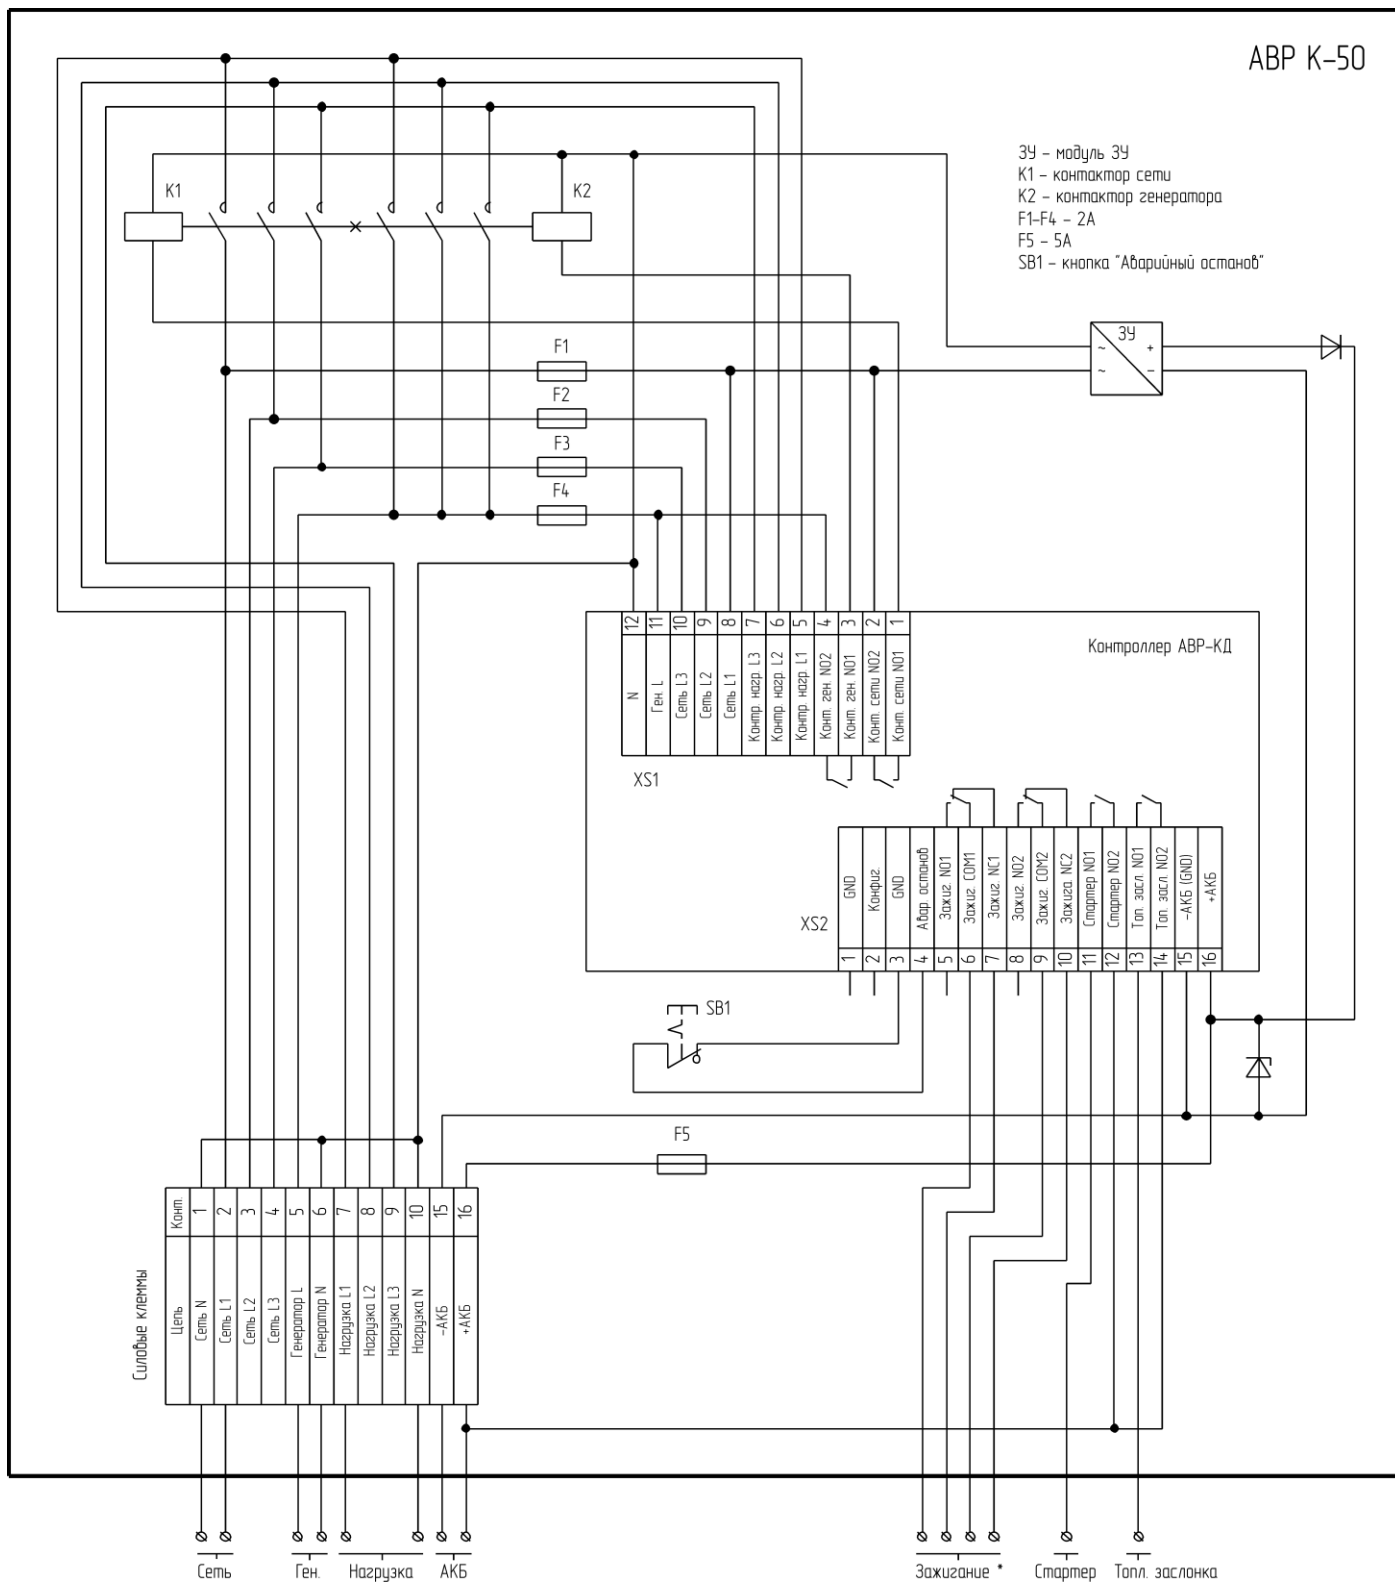 АВР К-50
ЗУ - модуль ЗУ
К1 - контактор сети
К2 - контактор генератора
F1-F4 - 2А
F5 - 5А
SB1 - кнопка "Аварийный останов"
К1
К2
ЗУ
~ +
~ -
F1
F2
F3
F4
12 11 10 9 8 7 6 5 4 3 2 1
N
Ген. L
Сеть L3
Сеть L2
Сеть L1
Контр. нагр. L3
Контр. нагр. L2
Контр. нагр. L1
Конт. ген. NO2
Конт. ген. NO1
Конт. сети NO2
Конт. сети NO1
Контроллер АВР-КД
XS1
XS2
GND
Конфиг.
GND
Авар. останов
Зажиг. NO1
Зажиг. COM1
Зажиг. NC1
Зажиг. NO2
Зажиг. COM2
Зажига. NC2
Стартер NO1
Стартер NO2
Топ. засл. NO1
Топ. засл. NO2
-АКБ (GND)
+АКБ
1 2 3 4 5 6 7 8 9 10 11 12 13 14 15 16
SB1
F5
Силовые клеммы
Конт. 1 2 3 4 5 6 7 8 9 10 15 16
Цепь
Сеть N
Сеть L1
Сеть L2
Сеть L3
Генератор L
Генератор N
Нагрузка L1
Нагрузка L2
Нагрузка L3
Нагрузка N
-АКБ
+АКБ
Сеть Ген. Нагрузка АКБ Зажигание * Стартер Топл. заслонка